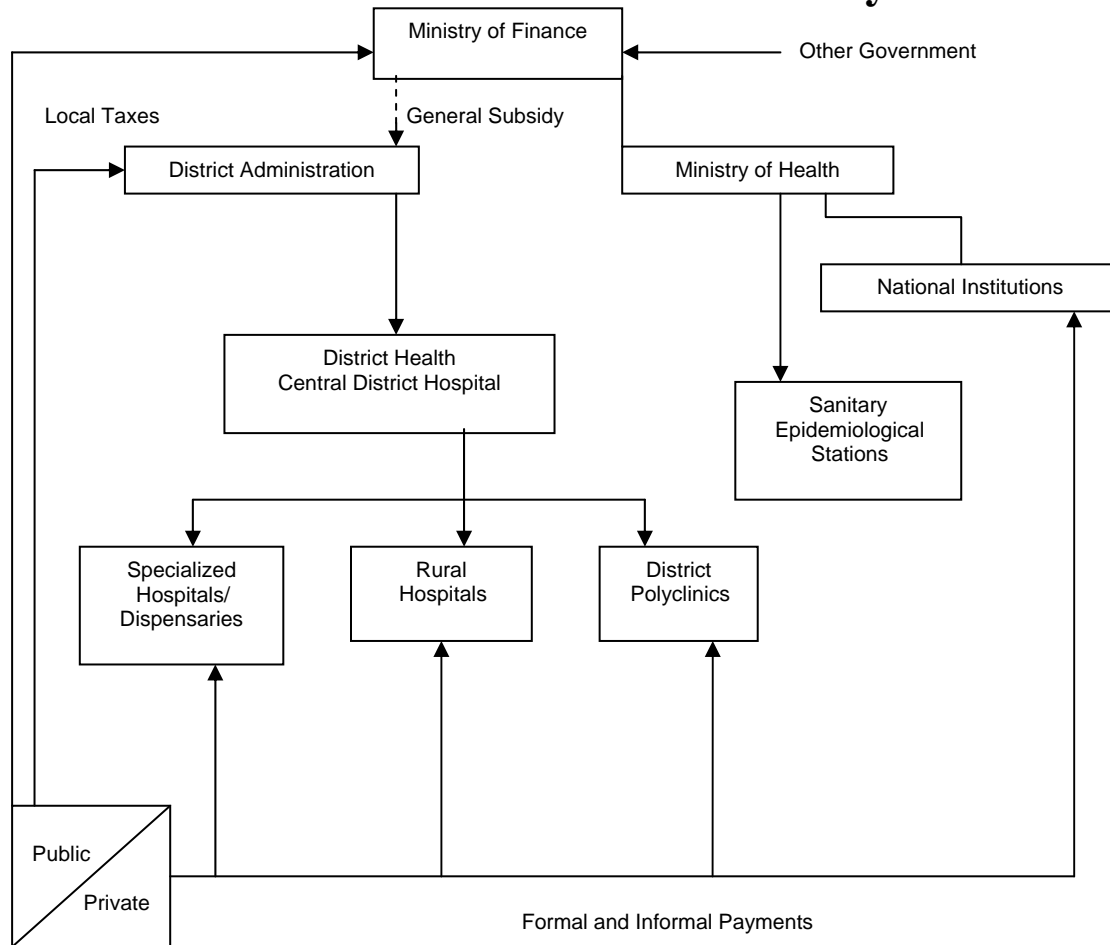 Ministry of Finance
Other Government
Local Taxes
General Subsidy
District Administration
Ministry of Health
National Institutions
District Health
Central District Hospital
Sanitary
Epidemiological
Stations
Specialized
Hospitals/
Dispensaries
Rural
Hospitals
District
Polyclinics
Public
Private
Formal and Informal Payments